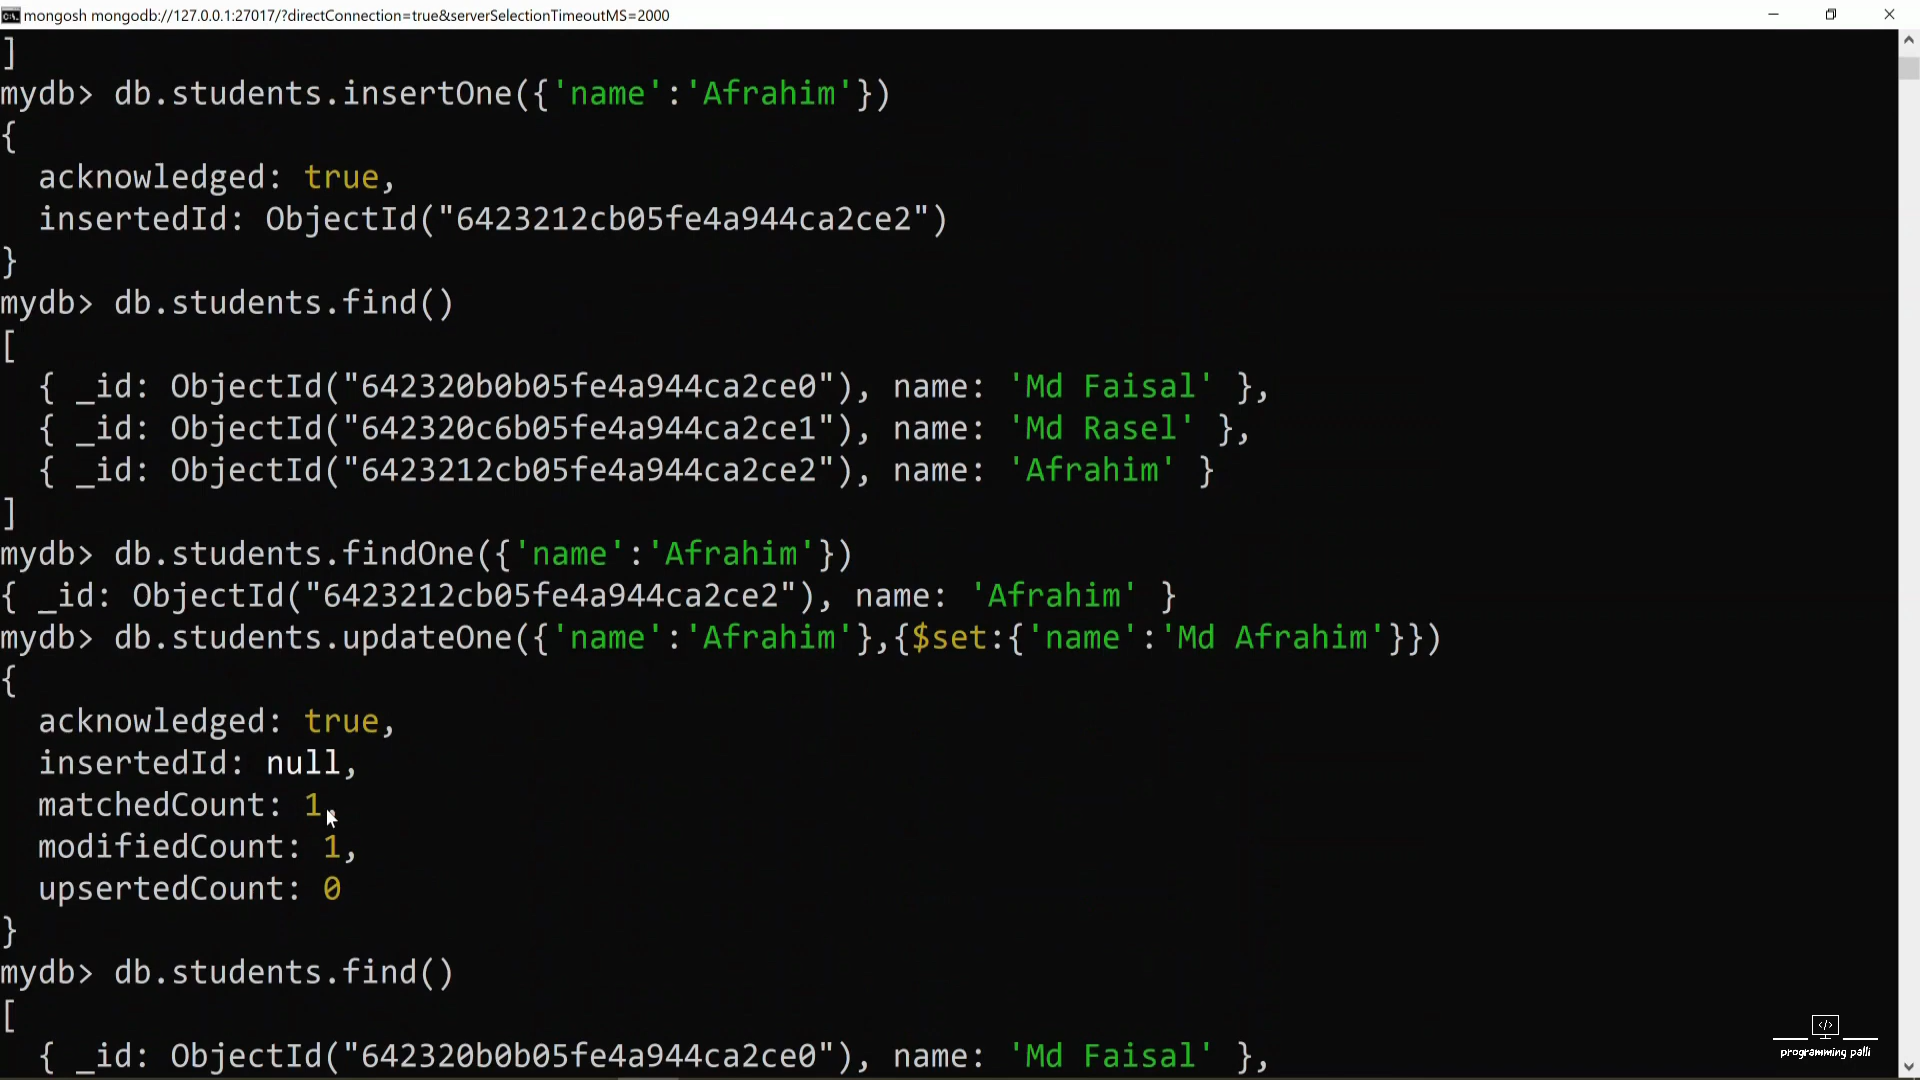 mongosh mongodb://127.0.0.1:27017/?directConnection=true&serverSelectionTimeoutMS=2000
]
mydb> db.students.insertOne({'name':'Afrahim'})
{
  acknowledged: true,
  insertedId: ObjectId("6423212cb05fe4a944ca2ce2")
}
mydb> db.students.find()
[
  { _id: ObjectId("642320b0b05fe4a944ca2ce0"), name: 'Md Faisal' },
  { _id: ObjectId("642320c6b05fe4a944ca2ce1"), name: 'Md Rasel' },
  { _id: ObjectId("6423212cb05fe4a944ca2ce2"), name: 'Afrahim' }
]
mydb> db.students.findOne({'name':'Afrahim'})
{ _id: ObjectId("6423212cb05fe4a944ca2ce2"), name: 'Afrahim' }
mydb> db.students.updateOne({'name':'Afrahim'},{$set:{'name':'Md Afrahim'}})
{
  acknowledged: true,
  insertedId: null,
  matchedCount: 1,
  modifiedCount: 1,
  upsertedCount: 0
}
mydb> db.students.find()
[
  { _id: ObjectId("642320b0b05fe4a944ca2ce0"), name: 'Md Faisal' },
</>
programming palli